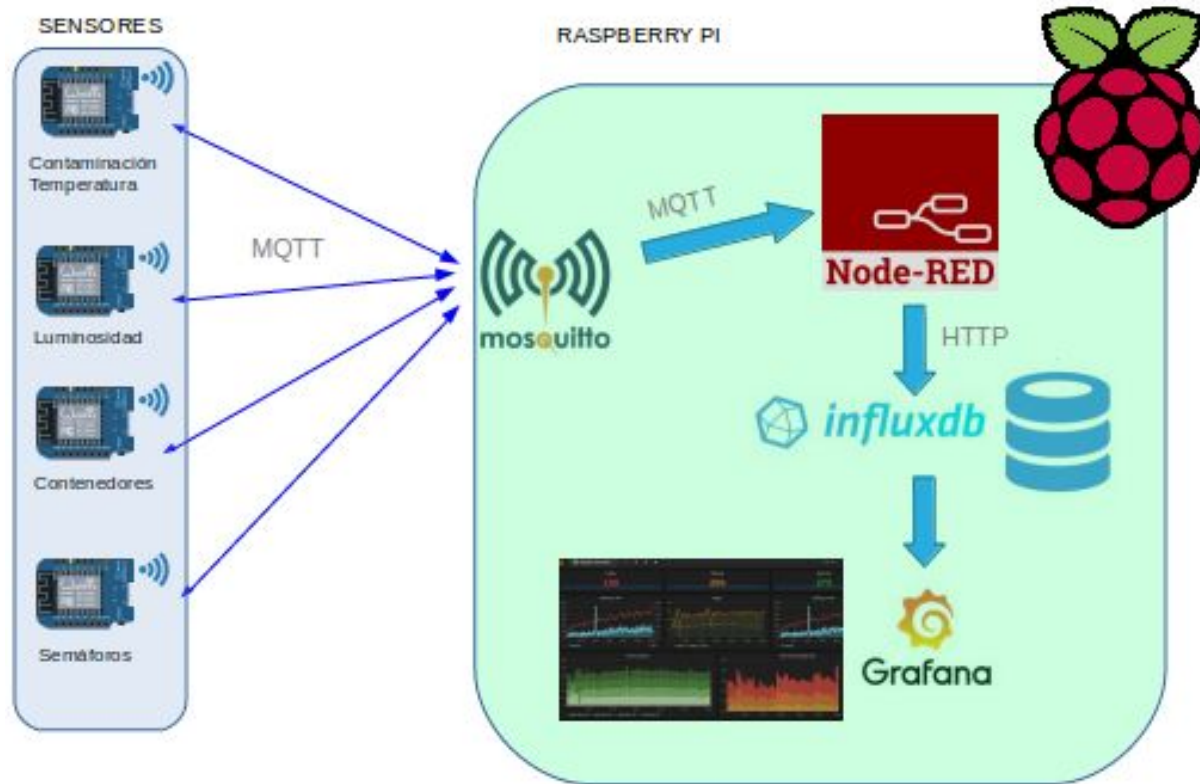 SENSORES
RASPBERRY PI
Contaminación
Temperatura
MQTT
Luminosidad
Contenedores
Semáforos
mosquitto
MQTT
Node-RED
HTTP
influxdb
Grafana